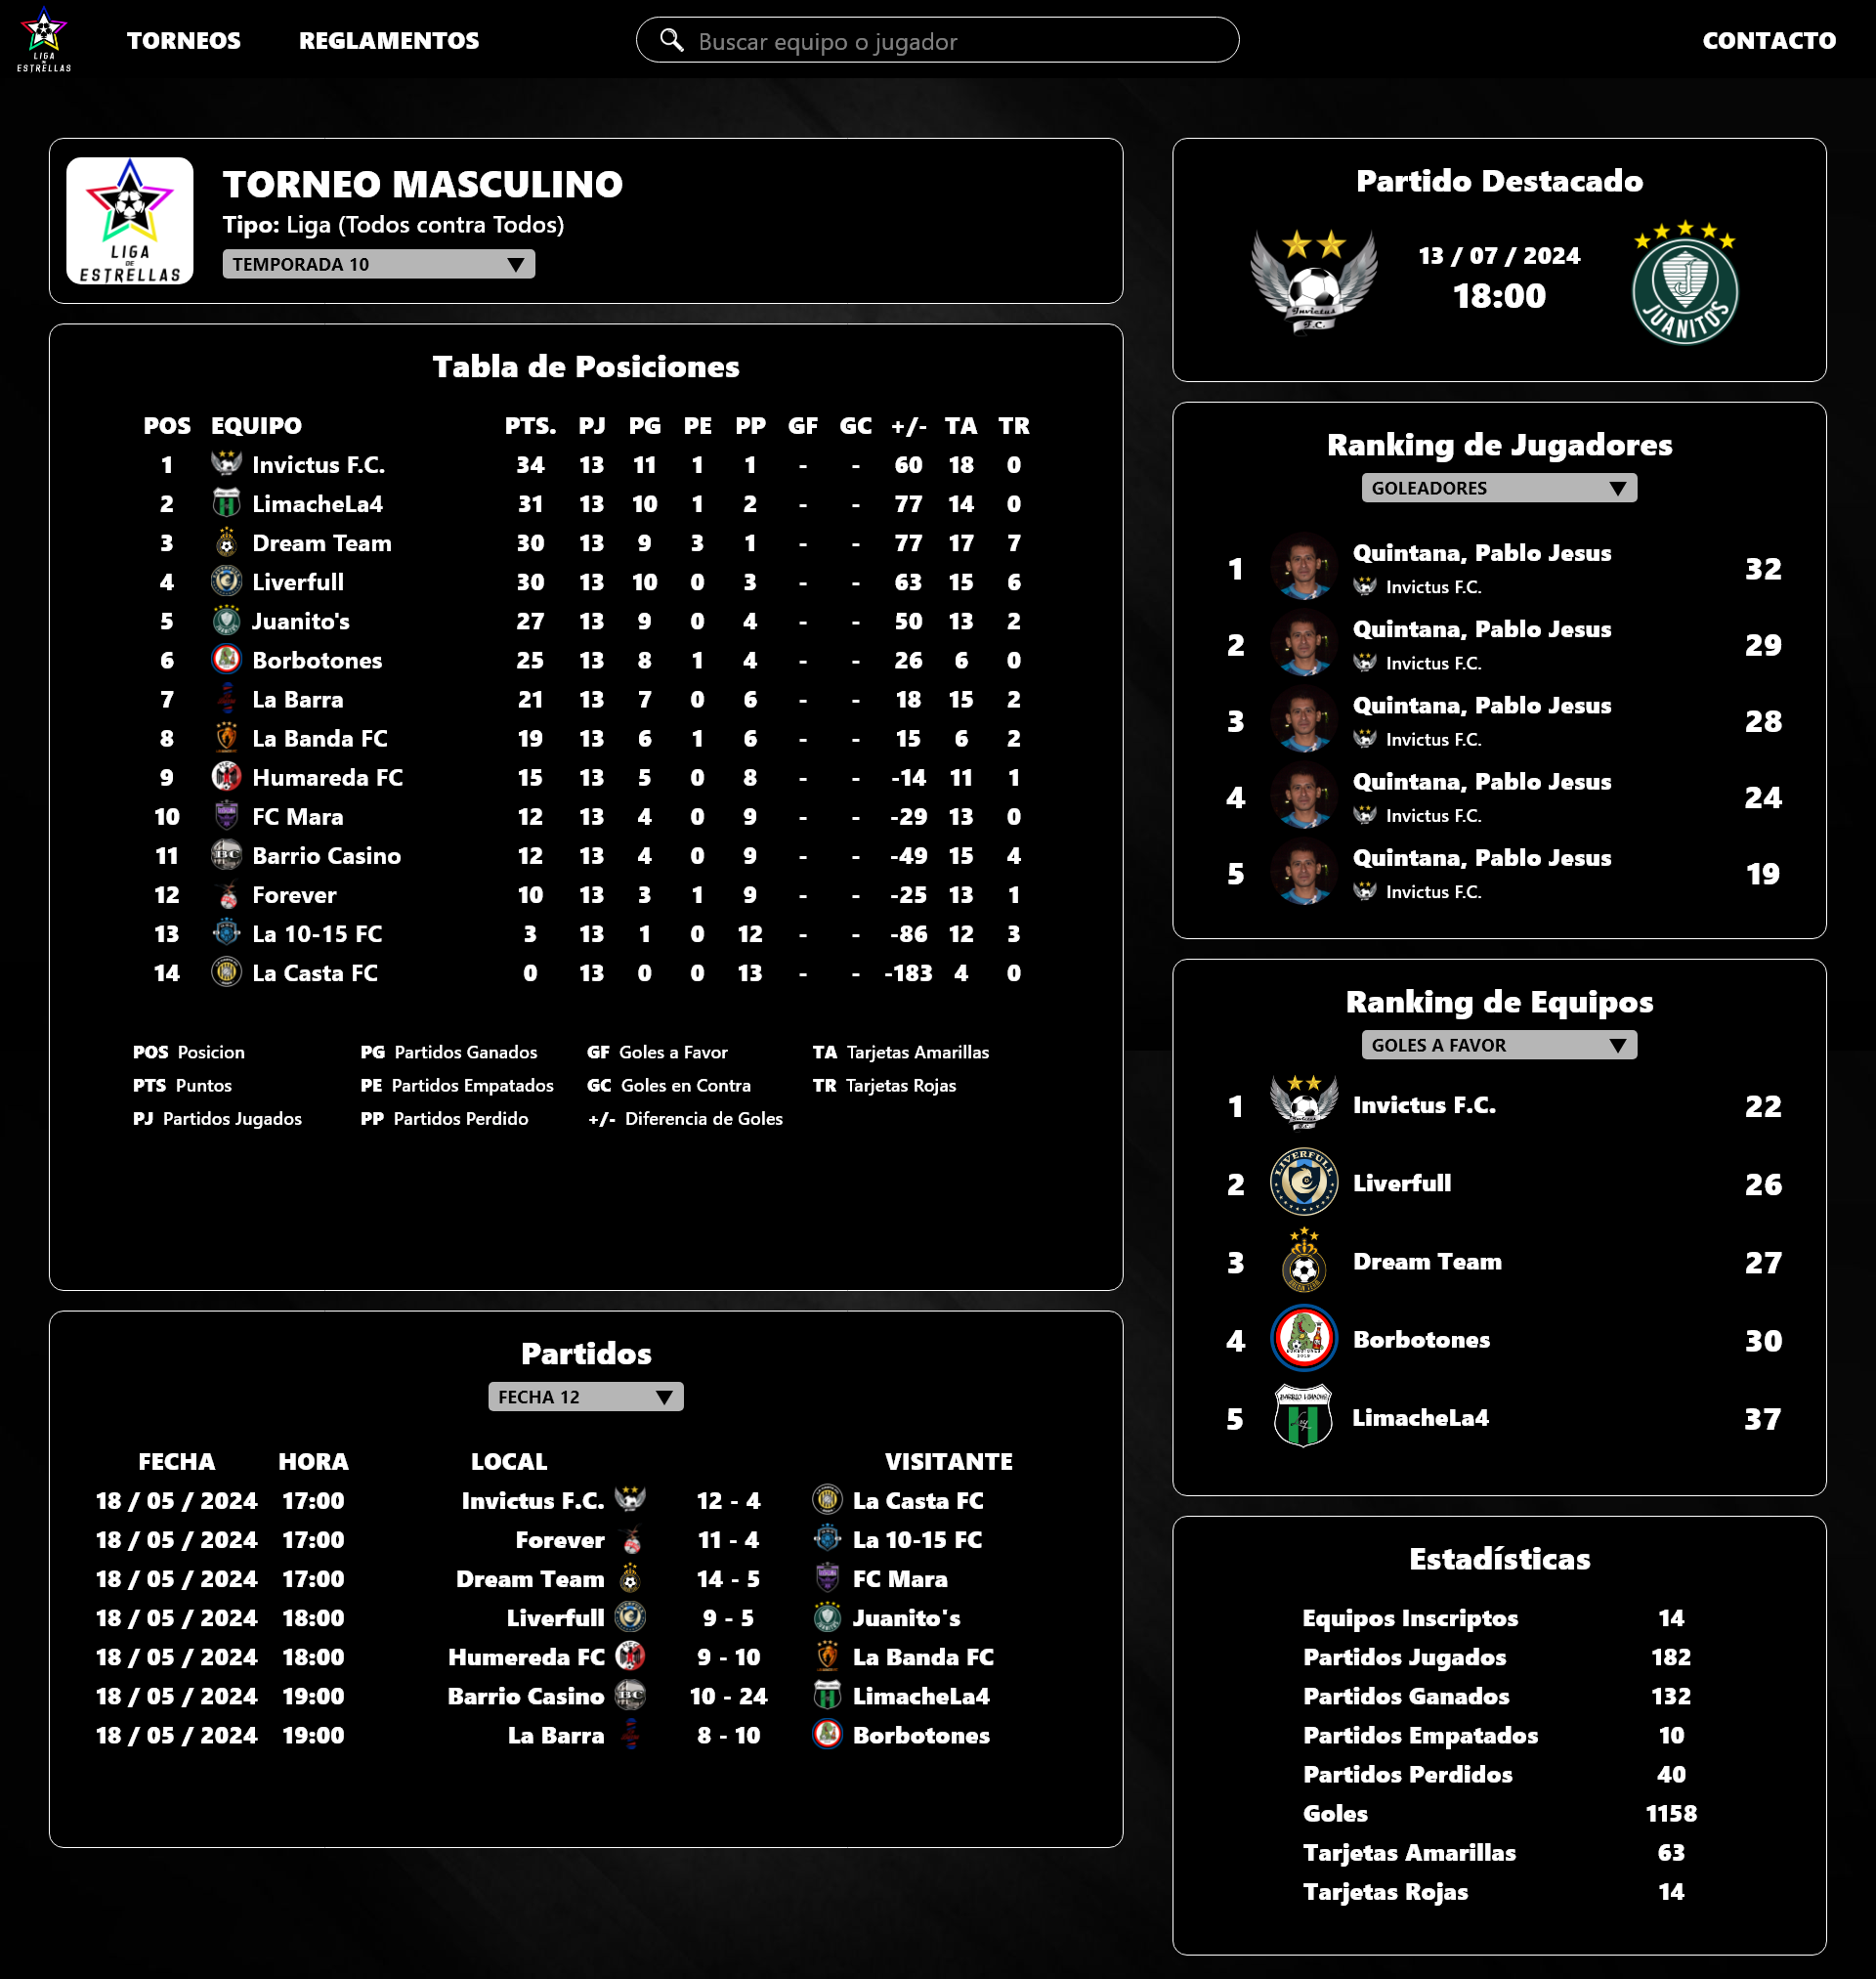 LIGA
DE
ESTRELLAS
TORNEOS
REGLAMENTOS
Buscar equipo o jugador
CONTACTO
LIGA
DE
ESTRELLAS
TORNEO MASCULINO
Tipo: Liga (Todos contra Todos)
TEMPORADA 10
Tabla de Posiciones
POS EQUIPO PTS. PJ PG PE PP GF GC +/- TA TR
1 Invictus F.C. 34 13 11 1 1 - - 60 18 0
2 LimacheLa4 31 13 10 1 2 - - 77 14 0
3 Dream Team 30 13 9 3 1 - - 77 17 7
4 Liverfull 30 13 10 0 3 - - 63 15 6
5 Juanito's 27 13 9 0 4 - - 50 13 2
6 Borbotones 25 13 8 1 4 - - 26 6 0
7 La Barra 21 13 7 0 6 - - 18 15 2
8 La Banda FC 19 13 6 1 6 - - 15 6 2
9 Humareda FC 15 13 5 0 8 - - -14 11 1
10 FC Mara 12 13 4 0 9 - - -29 13 0
11 Barrio Casino 12 13 4 0 9 - - -49 15 4
12 Forever 10 13 3 1 9 - - -25 13 1
13 La 10-15 FC 3 13 1 0 12 - - -86 12 3
14 La Casta FC 0 13 0 0 13 - - -183 4 0
POS Posicion PG Partidos Ganados GF Goles a Favor TA Tarjetas Amarillas
PTS Puntos PE Partidos Empatados GC Goles en Contra TR Tarjetas Rojas
PJ Partidos Jugados PP Partidos Perdido +/- Diferencia de Goles
Partidos
FECHA 12
FECHA HORA LOCAL VISITANTE
18 / 05 / 2024 17:00 Invictus F.C. 12 - 4 La Casta FC
18 / 05 / 2024 17:00 Forever 11 - 4 La 10-15 FC
18 / 05 / 2024 17:00 Dream Team 14 - 5 FC Mara
18 / 05 / 2024 18:00 Liverfull 9 - 5 Juanito's
18 / 05 / 2024 18:00 Humereda FC 9 - 10 La Banda FC
18 / 05 / 2024 19:00 Barrio Casino 10 - 24 LimacheLa4
18 / 05 / 2024 19:00 La Barra 8 - 10 Borbotones
Partido Destacado
Invictus
F.C.
13 / 07 / 2024
18:00
J
JUANITOS
Ranking de Jugadores
GOLEADORES
1 Quintana, Pablo Jesus 32
Invictus F.C.
2 Quintana, Pablo Jesus 29
Invictus F.C.
3 Quintana, Pablo Jesus 28
Invictus F.C.
4 Quintana, Pablo Jesus 24
Invictus F.C.
5 Quintana, Pablo Jesus 19
Invictus F.C.
Ranking de Equipos
GOLES A FAVOR
1 Invictus F.C. 22
2 LIVERFULL Liverfull 26
3 Dream Team 27
4 Borbotones 30
5 LimacheLa4 37
Estadísticas
Equipos Inscriptos 14
Partidos Jugados 182
Partidos Ganados 132
Partidos Empatados 10
Partidos Perdidos 40
Goles 1158
Tarjetas Amarillas 63
Tarjetas Rojas 14